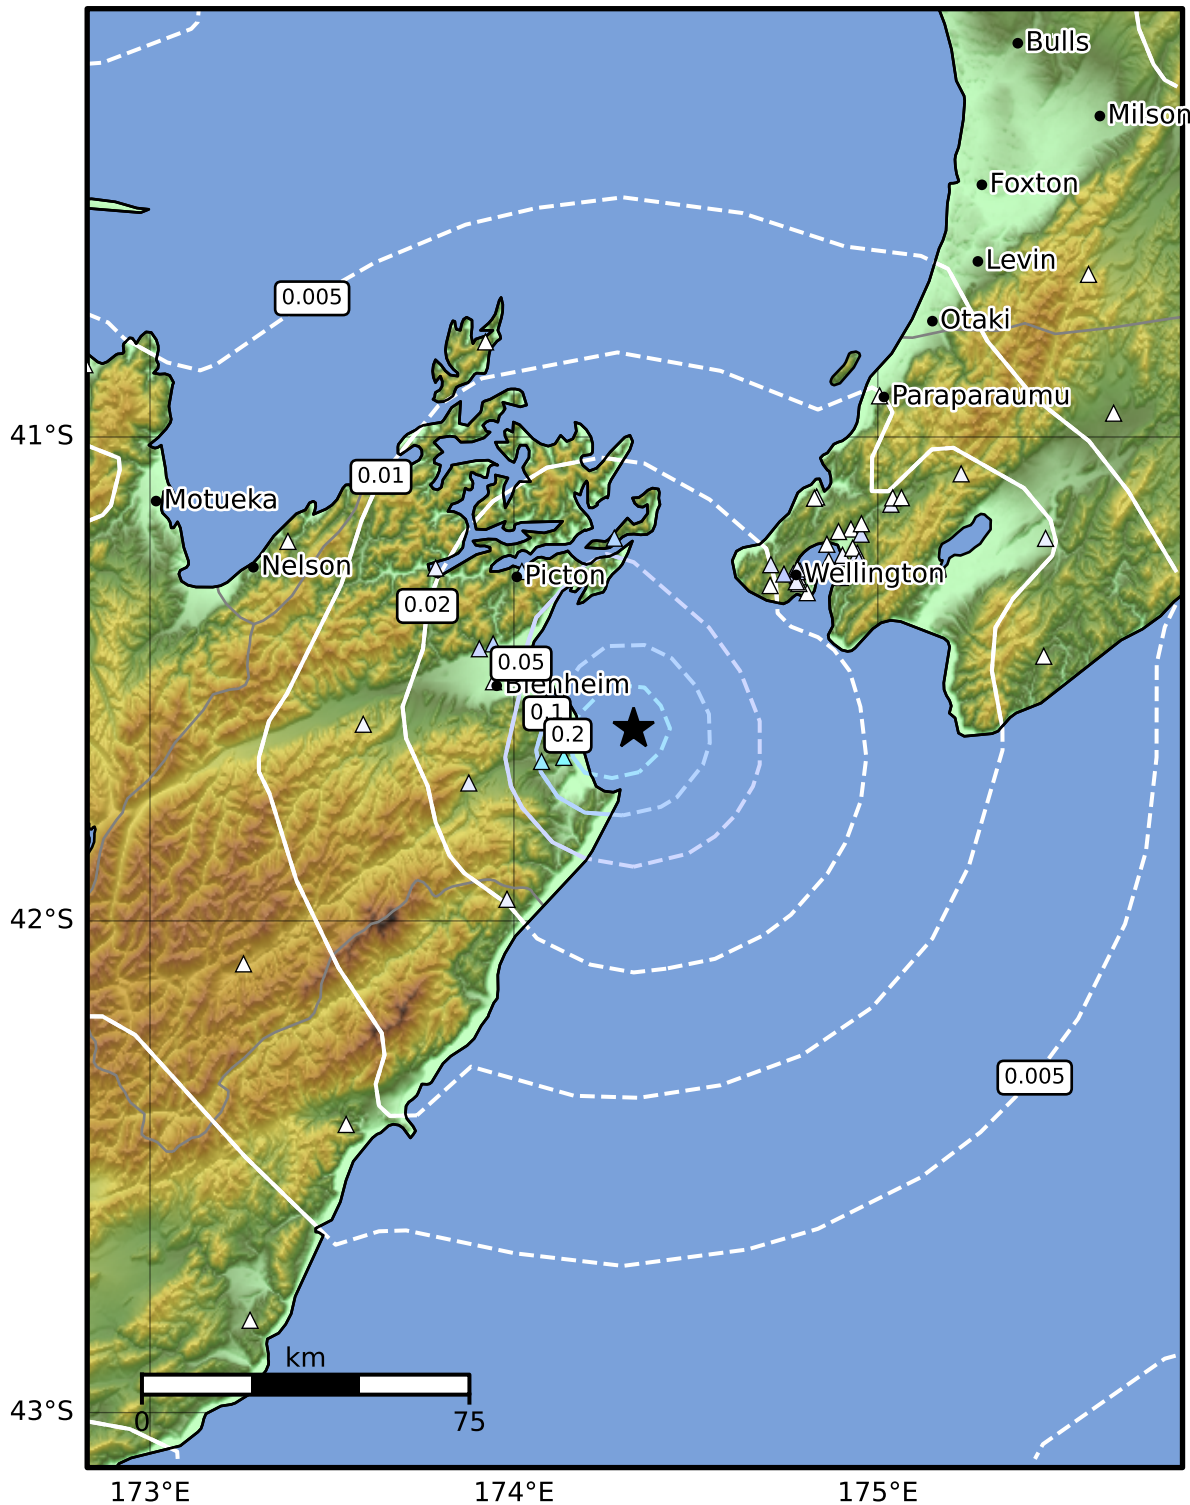 Bulls
Milson
Foxton
Levin
0.005
Otaki
Paraparaumu
41°S
0.01
Motueka
Nelson
Picton
Wellington
0.02
0.05
Blenheim
0.1
0.2
42°S
0.005
km
0
75
43°S
173°E
174°E
175°E